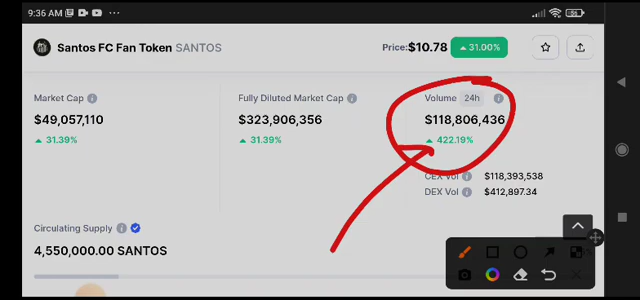 9:36 AM
Santos FC Fan Token SANTOS Price:$10.78 ▲ 31.00%
Market Cap Fully Diluted Market Cap Volume 24h
$49,057,110 $323,906,356 $118,806,436
▲ 31.39% ▲ 31.39% ▲ 422.19%
CEX Vol $118,393,538
DEX Vol $412,897.34
Circulating Supply
4,550,000.00 SANTOS